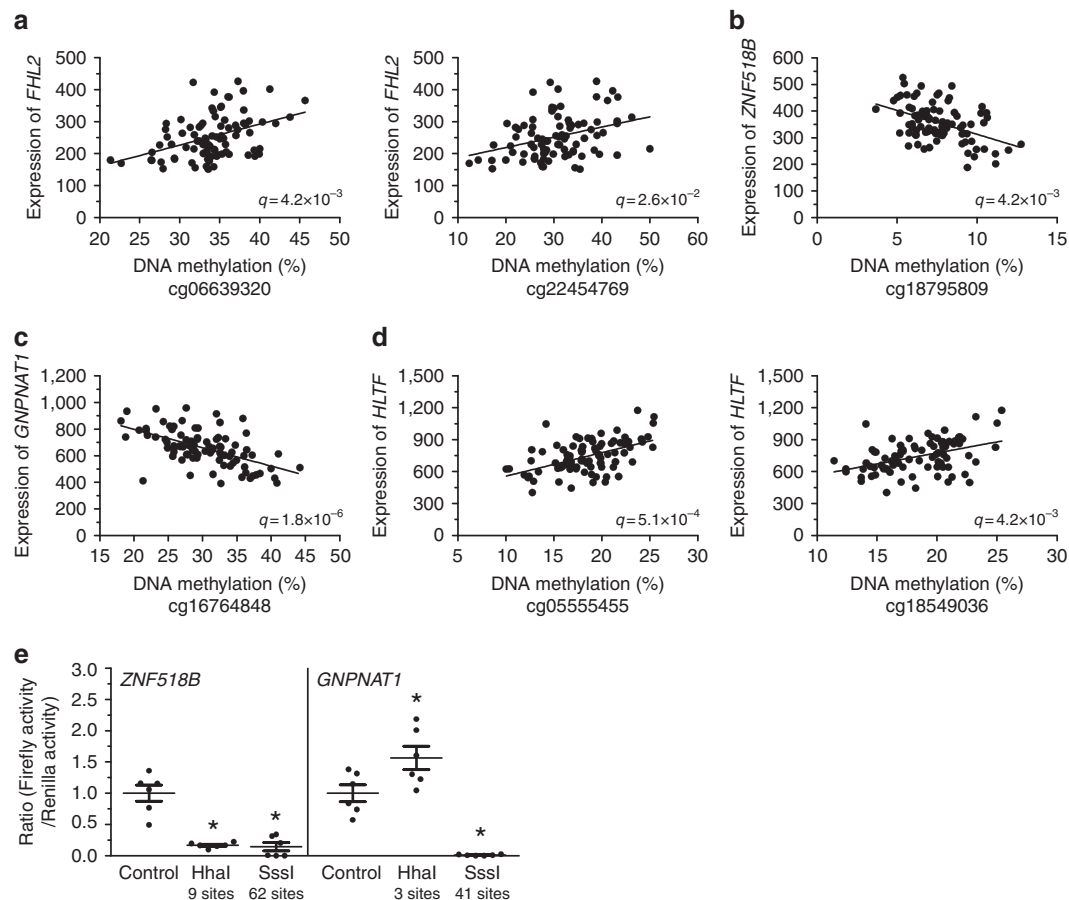 a
Expression of FHL2
500
400
300
200
100
0
20 25 30 35 40 45 50
q=4.2×10−3
DNA methylation (%)
cg06639320
Expression of FHL2
500
400
300
200
100
0
10 20 30 40 50 60
q=2.6×10−2
DNA methylation (%)
cg22454769
b
Expression of ZNF518B
600
500
400
300
200
100
0
0 5 10 15
q=4.2×10−3
DNA methylation (%)
cg18795809
c
Expression of GNPNAT1
1,200
1,000
800
600
400
200
0
15 20 25 30 35 40 45 50
q=1.8×10−6
DNA methylation (%)
cg16764848
d
Expression of HLTF
1,500
1,200
900
600
300
0
5 10 15 20 25 30
q=5.1×10−4
DNA methylation (%)
cg05555455
Expression of HLTF
1,500
1,200
900
600
300
0
10 15 20 25 30
q=4.2×10−3
DNA methylation (%)
cg18549036
e
Ratio (Firefly activity
/Renilla activity)
3.0
2.5
2.0
1.5
1.0
0.5
0.0
ZNF518B
* *
Control HhaI SssI
9 sites 62 sites
GNPNAT1
* *
Control HhaI SssI
3 sites 41 sites